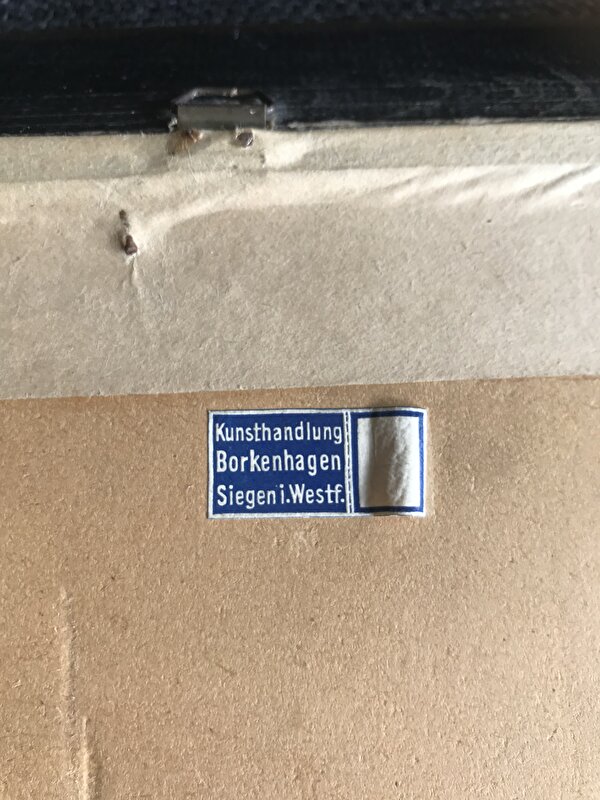 Kunsthandlung
Borkenhagen
Siegen i. Westf.